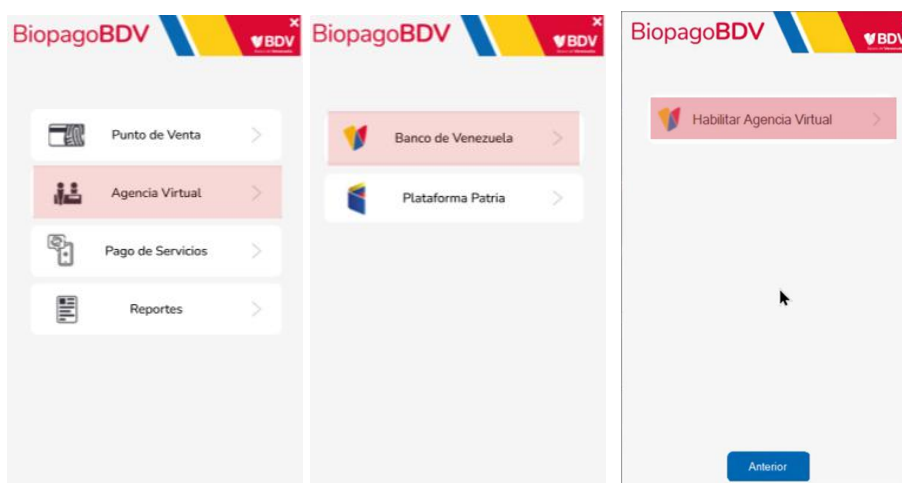 BiopagoBDV
BDV
Punto de Venta
Agencia Virtual
Pago de Servicios
Reportes
BiopagoBDV
BDV
Banco de Venezuela
Plataforma Patria
BiopagoBDV
BDV
Habilitar Agencia Virtual
Anterior